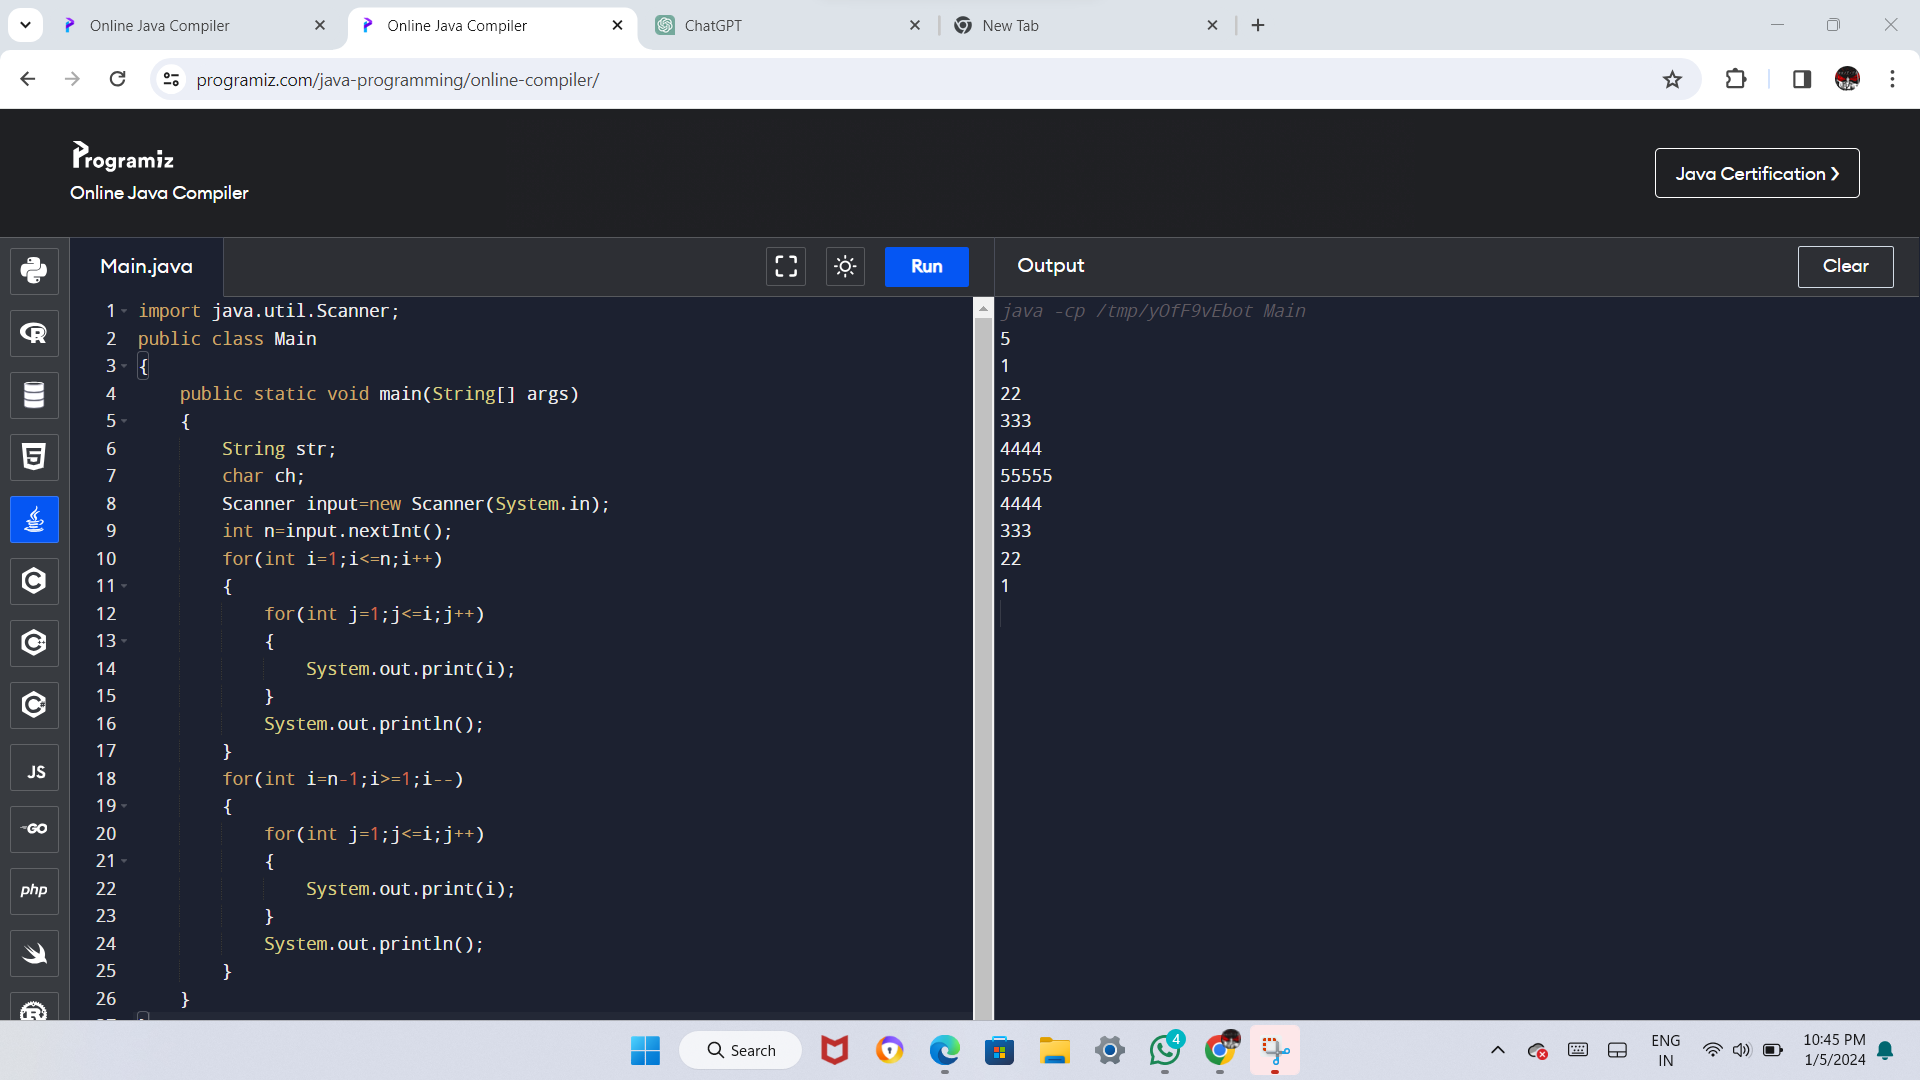 Online Java Compiler
Online Java Compiler
ChatGPT
New Tab
programiz.com/java-programming/online-compiler/
Programiz
Online Java Compiler
Java Certification ❯
Main.java
Run
Output
Clear
1 import java.util.Scanner;
2 public class Main
3 {
4     public static void main(String[] args)
5     {
6         String str;
7         char ch;
8         Scanner input=new Scanner(System.in);
9         int n=input.nextInt();
10         for(int i=1;i<=n;i++)
11         {
12             for(int j=1;j<=i;j++)
13             {
14                 System.out.print(i);
15             }
16             System.out.println();
17         }
18         for(int i=n-1;i>=1;i--)
19         {
20             for(int j=1;j<=i;j++)
21             {
22                 System.out.print(i);
23             }
24             System.out.println();
25         }
26     }
java -cp /tmp/yOfF9vEbot Main
5
1
22
333
4444
55555
4444
333
22
1
JS
GO
php
Search
4
ENG
IN
10:45 PM
1/5/2024